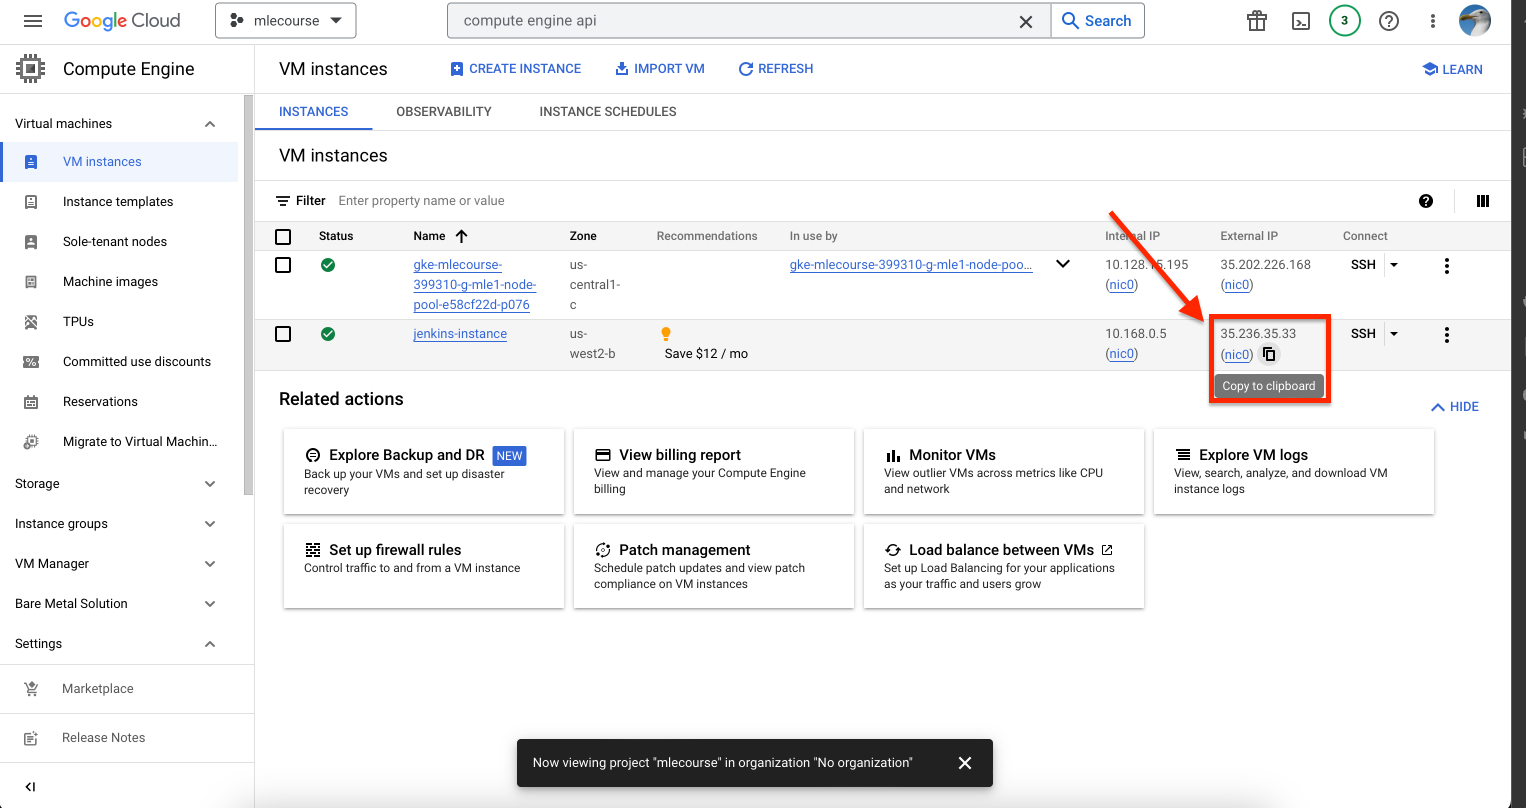 Google Cloud
mlecourse
compute engine api
Search
3
Compute Engine
VM instances
CREATE INSTANCE
IMPORT VM
REFRESH
LEARN
Virtual machines
VM instances
Instance templates
Sole-tenant nodes
Machine images
TPUs
Committed use discounts
Reservations
Migrate to Virtual Machin...
Storage
Instance groups
VM Manager
Bare Metal Solution
Settings
Marketplace
Release Notes
INSTANCES OBSERVABILITY INSTANCE SCHEDULES
VM instances
Filter Enter property name or value
Status Name Zone Recommendations In use by Internal IP External IP Connect
gke-mlecourse- us- gke-mlecourse-399310-g-mle1-node-poo... 10.128.15.195 35.202.226.168 SSH
399310-g-mle1-node- central1- (nic0) (nic0)
pool-e58cf22d-p076 c
jenkins-instance us- 10.168.0.5 35.236.35.33 SSH
west2-b Save $12 / mo (nic0) (nic0)
Copy to clipboard
Related actions
HIDE
Explore Backup and DR NEW
Back up your VMs and set up disaster
recovery
View billing report
View and manage your Compute Engine
billing
Monitor VMs
View outlier VMs across metrics like CPU
and network
Explore VM logs
View, search, analyze, and download VM
instance logs
Set up firewall rules
Control traffic to and from a VM instance
Patch management
Schedule patch updates and view patch
compliance on VM instances
Load balance between VMs
Set up Load Balancing for your applications
as your traffic and users grow
Now viewing project "mlecourse" in organization "No organization"